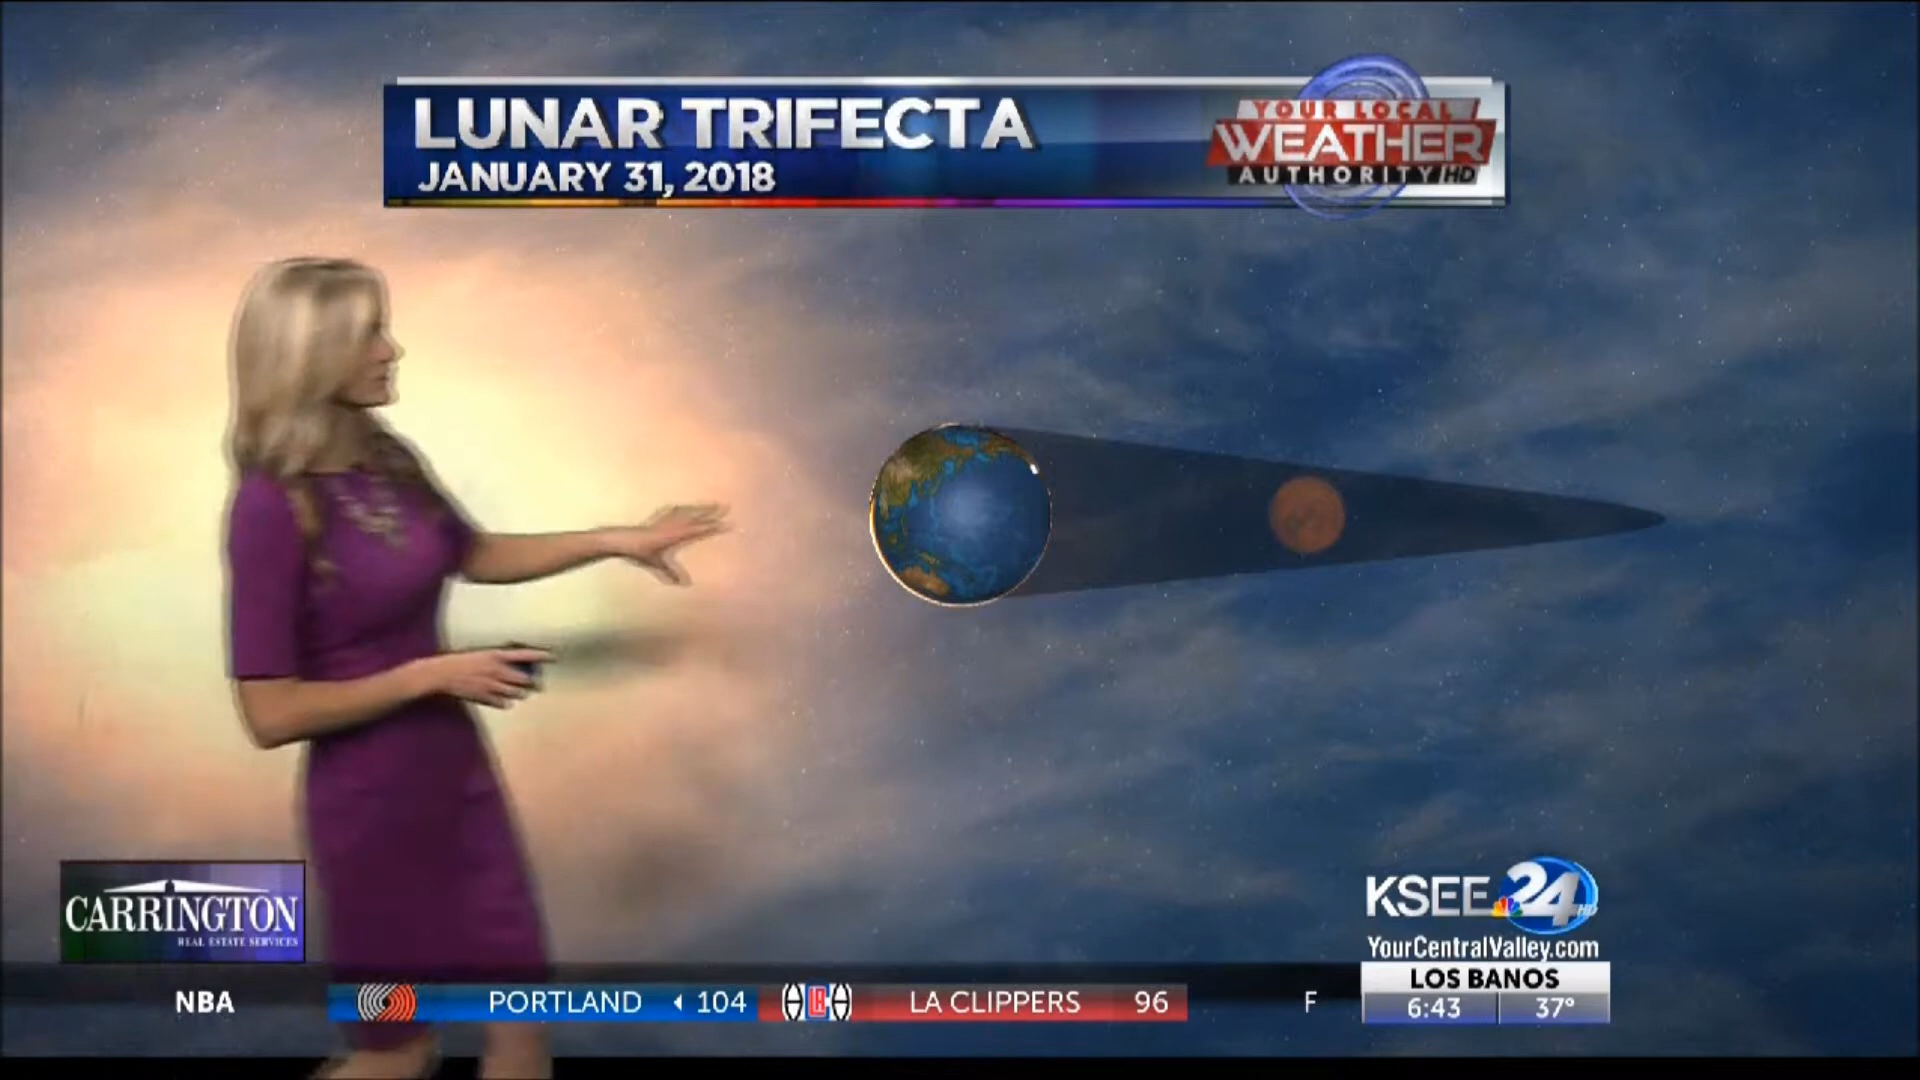 LUNAR TRIFECTA
JANUARY 31, 2018
YOUR LOCAL
WEATHER
AUTHORITY HD
CARRINGTON
REAL ESTATE SERVICES
KSEE 24 HD
YourCentralValley.com
LOS BANOS
6:43 37°
NBA PORTLAND 104 LA CLIPPERS 96 F